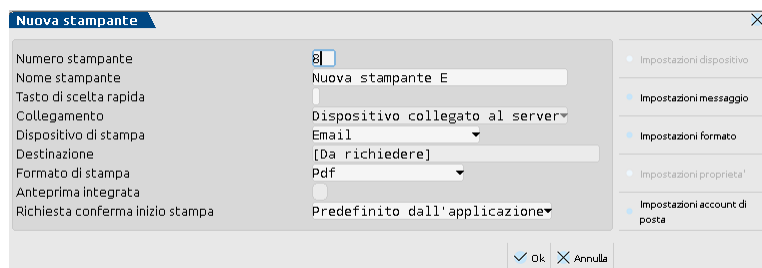 Nuova stampante
Numero stampante 8
Impostazioni dispositivo
Nome stampante Nuova stampante E
Tasto di scelta rapida
Impostazioni messaggio
Collegamento Dispositivo collegato al server
Dispositivo di stampa Email
Impostazioni formato
Destinazione [Da richiedere]
Formato di stampa Pdf
Impostazioni proprieta'
Anteprima integrata
Richiesta conferma inizio stampa Predefinito dall'applicazione
Impostazioni account di
posta
Ok Annulla